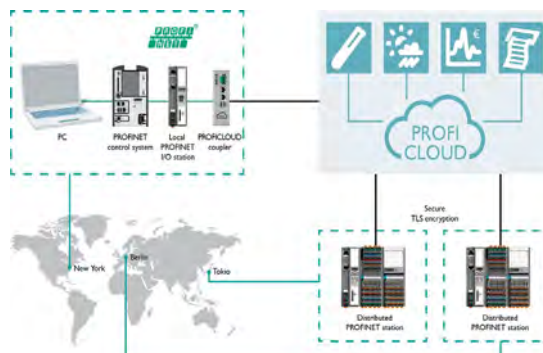 PROFI
NET
PC
PROFINET
control system
Local
PROFINET
I/O station
PROFICLOUD
coupler
€
PROFI
CLOUD
Secure
TLS encryption
New York
Berlin
Tokio
Distributed
PROFINET station
Distributed
PROFINET station